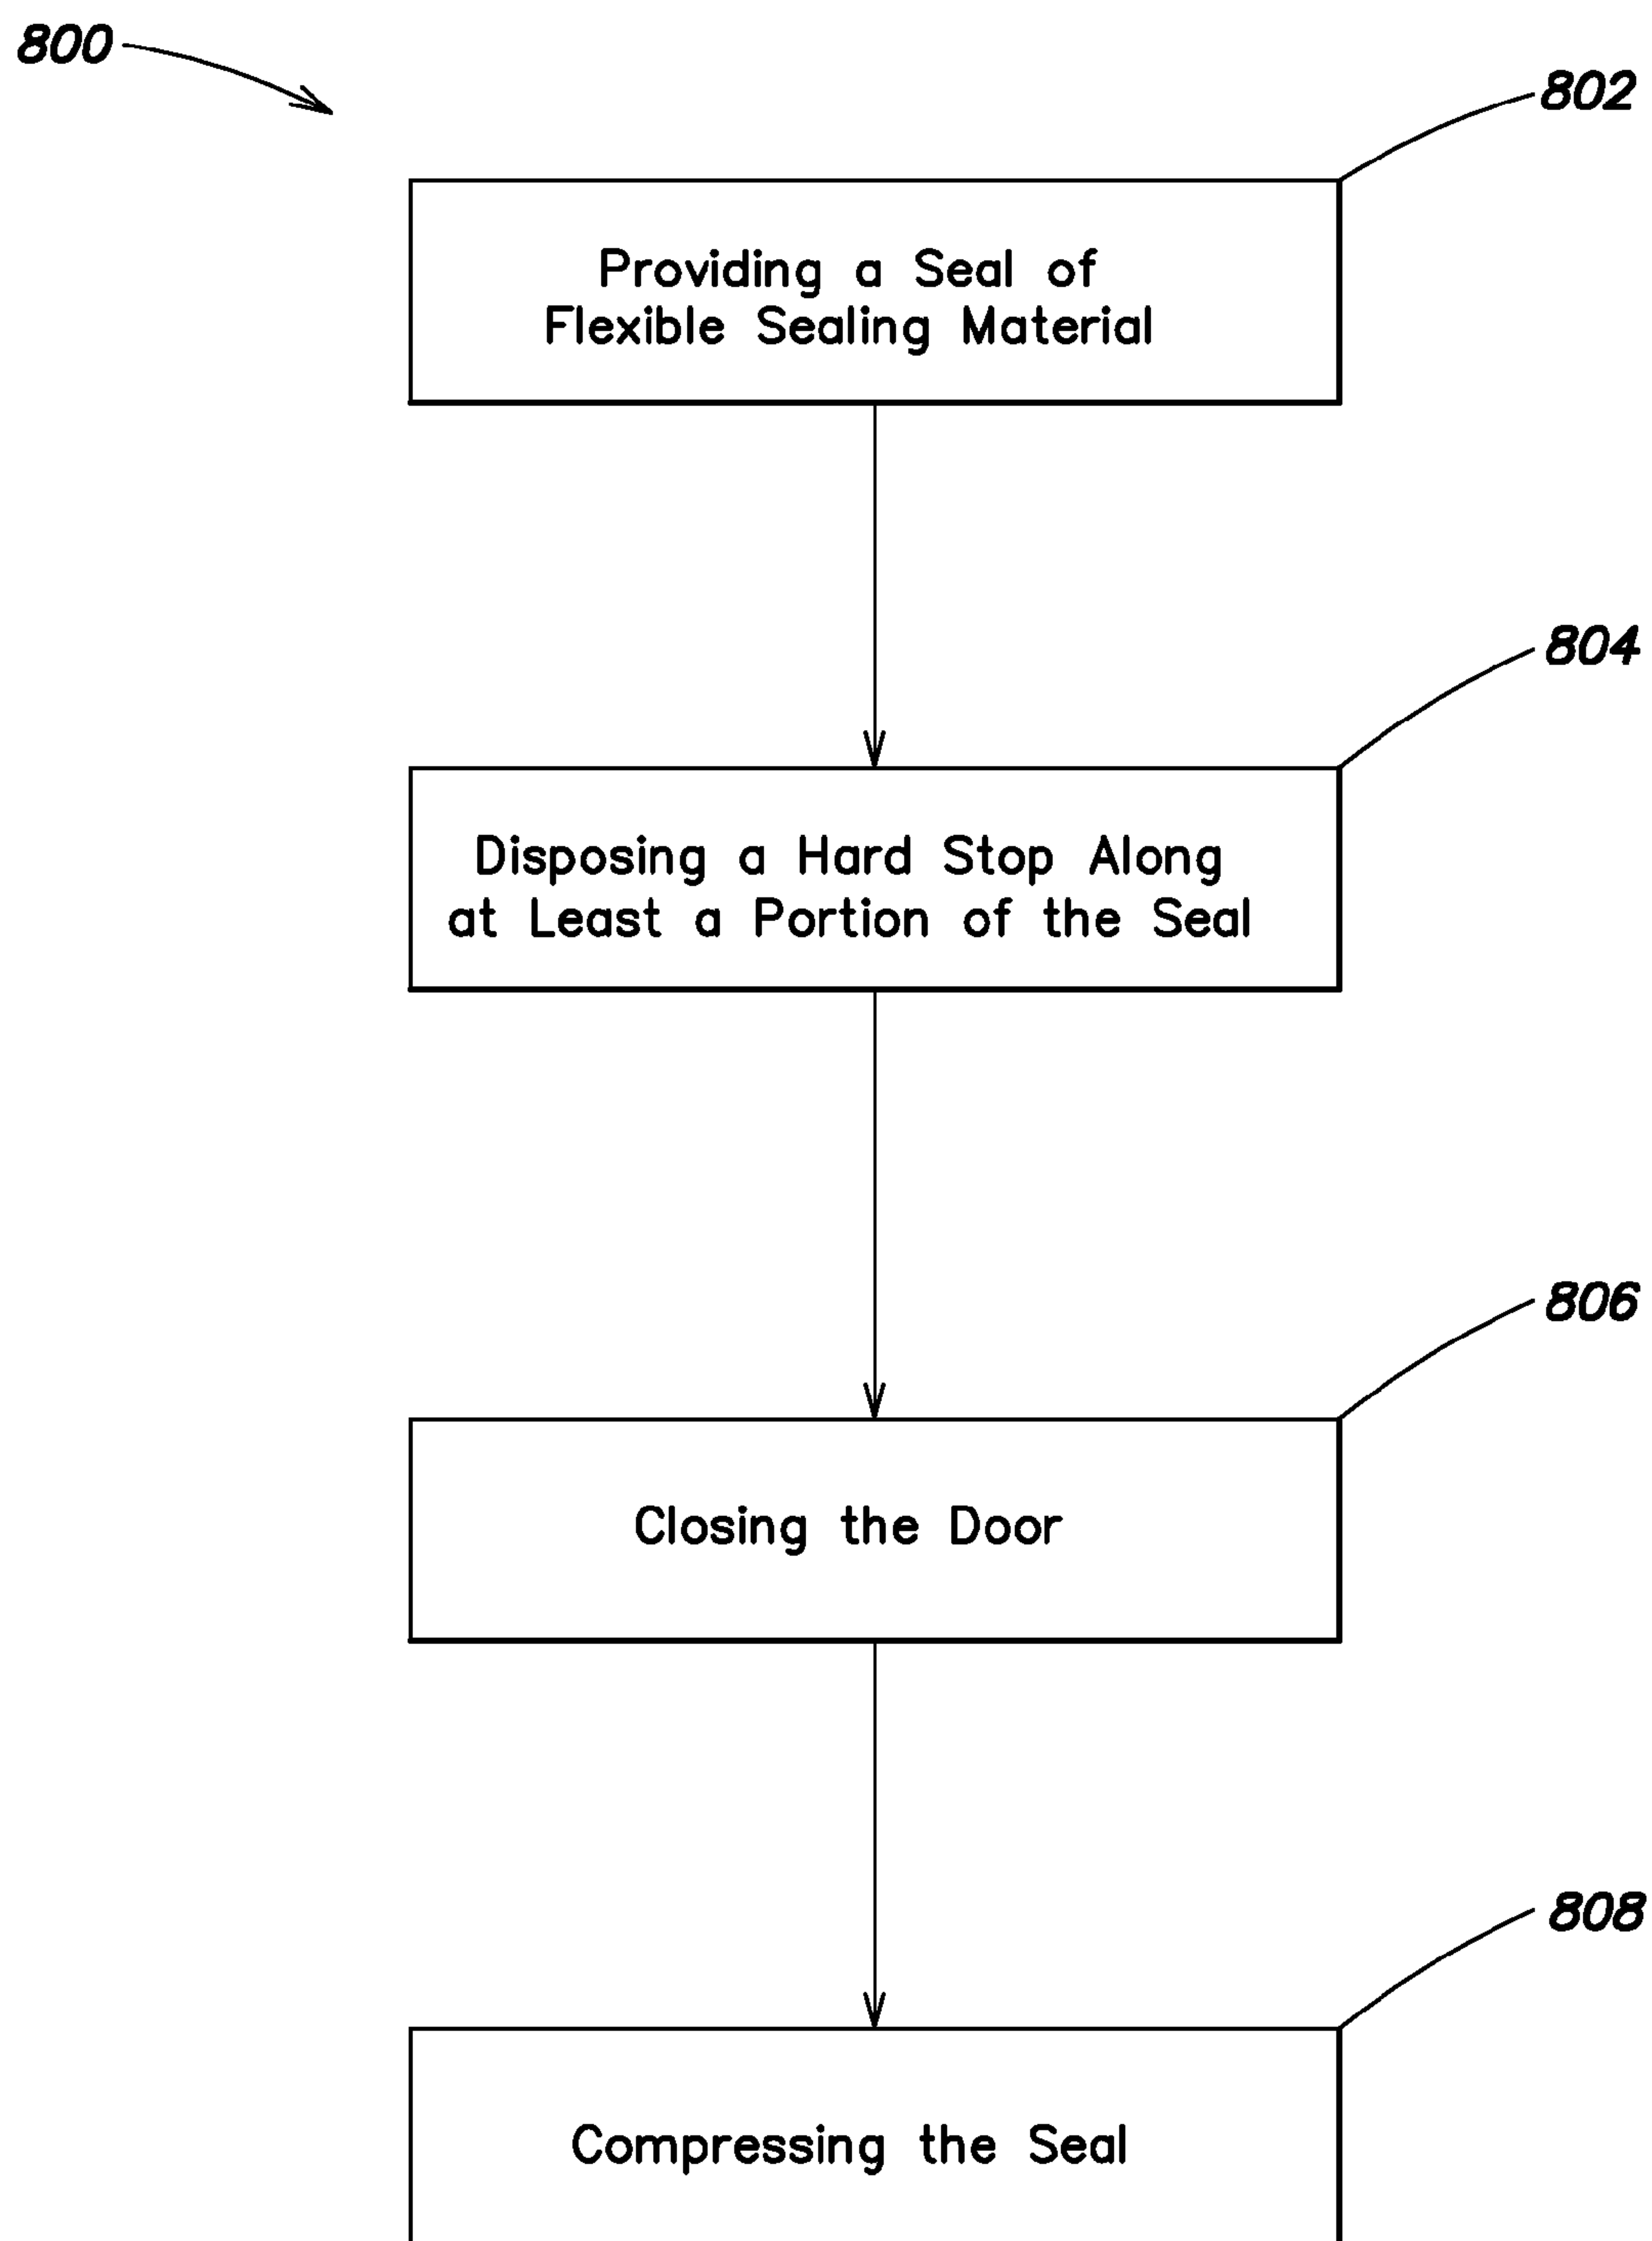 800
802
Providing a Seal of
Flexible Sealing Material
804
Disposing a Hard Stop Along
at Least a Portion of the Seal
806
Closing the Door
808
Compressing the Seal